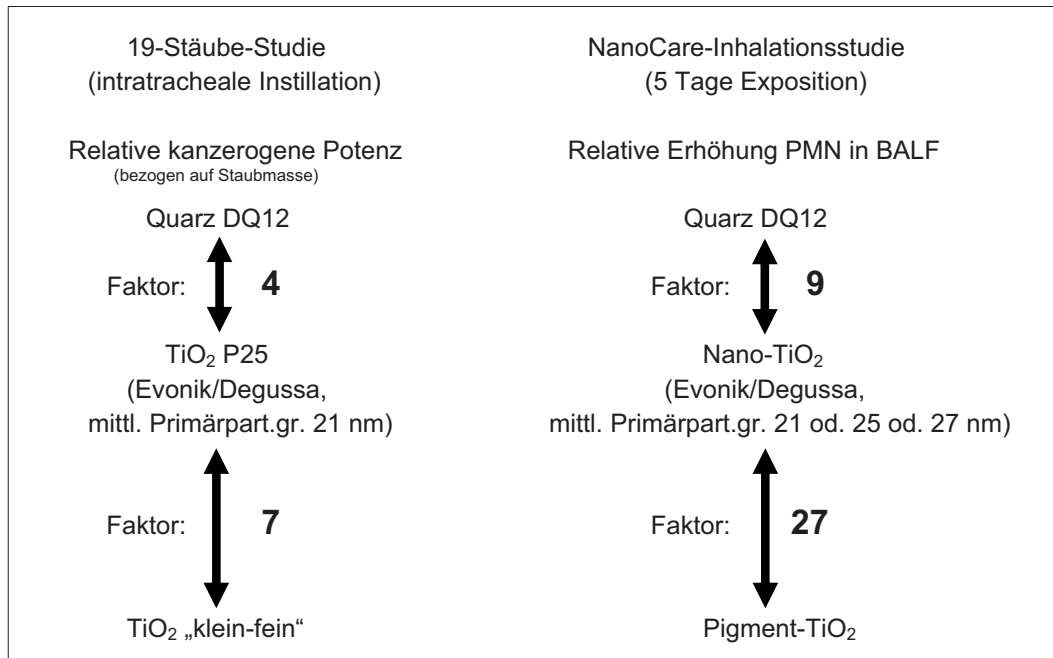 19-Stäube-Studie
(intratracheale Instillation)
Relative kanzerogene Potenz
(bezogen auf Staubmasse)
Quarz DQ12
Faktor: 4
TiO₂ P25
(Evonik/Degussa,
mittl. Primärpart.gr. 21 nm)
Faktor: 7
TiO₂ „klein-fein“
NanoCare-Inhalationsstudie
(5 Tage Exposition)
Relative Erhöhung PMN in BALF
Quarz DQ12
Faktor: 9
Nano-TiO₂
(Evonik/Degussa,
mittl. Primärpart.gr. 21 od. 25 od. 27 nm)
Faktor: 27
Pigment-TiO₂